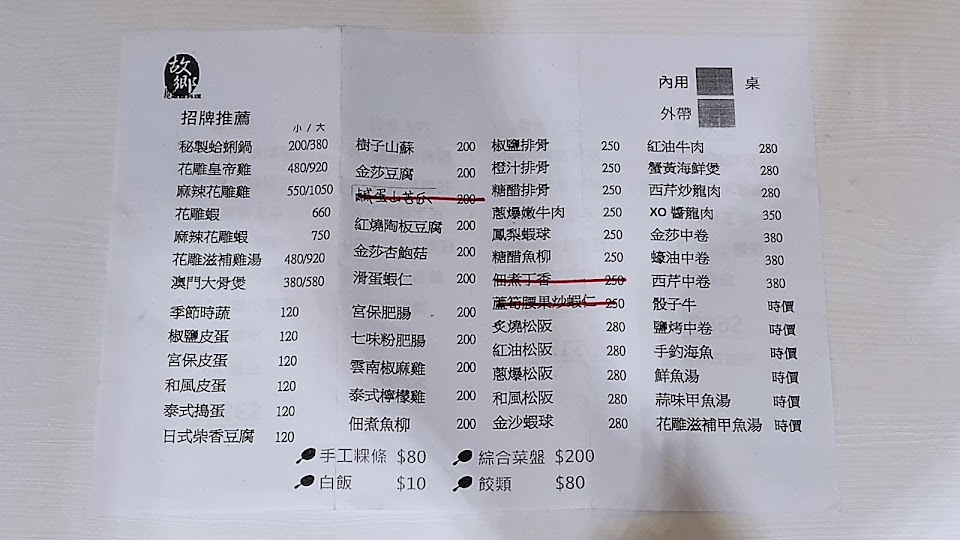 故鄉
內用 桌
外帶
招牌推薦
小 / 大
秘製蛤蜊鍋 200/380
花雕皇帝雞 480/920
麻辣花雕雞 550/1050
花雕蝦 660
麻辣花雕蝦 750
花雕滋補雞湯 480/920
澳門大骨煲 380/580
季節時蔬 120
椒鹽皮蛋 120
宮保皮蛋 120
和風皮蛋 120
泰式搗蛋 120
日式柴香豆腐 120
樹子山蘇 200
金莎豆腐 200
鹹蛋山苦瓜 200
紅燒陶板豆腐 200
金莎杏鮑菇 200
滑蛋蝦仁 200
宮保肥腸 200
七味粉肥腸 200
雲南椒麻雞 200
泰式檸檬雞 200
佃煮魚柳 200
椒鹽排骨 250
橙汁排骨 250
糖醋排骨 250
蔥爆嫩牛肉 250
鳳梨蝦球 250
糖醋魚柳 250
佃煮丁香 250
蘆筍腰果炒蝦仁 250
炙燒松阪 280
紅油松阪 280
蔥爆松阪 280
和風松阪 280
金沙蝦球 280
紅油牛肉 280
蟹黃海鮮煲 280
西芹炒龍肉 280
XO 醬龍肉 350
金莎中卷 380
蠔油中卷 380
西芹中卷 380
骰子牛 時價
鹽烤中卷 時價
手釣海魚 時價
鮮魚湯 時價
蒜味甲魚湯 時價
花雕滋補甲魚湯 時價
手工粿條 $80
綜合菜盤 $200
白飯 $10
餃類 $80